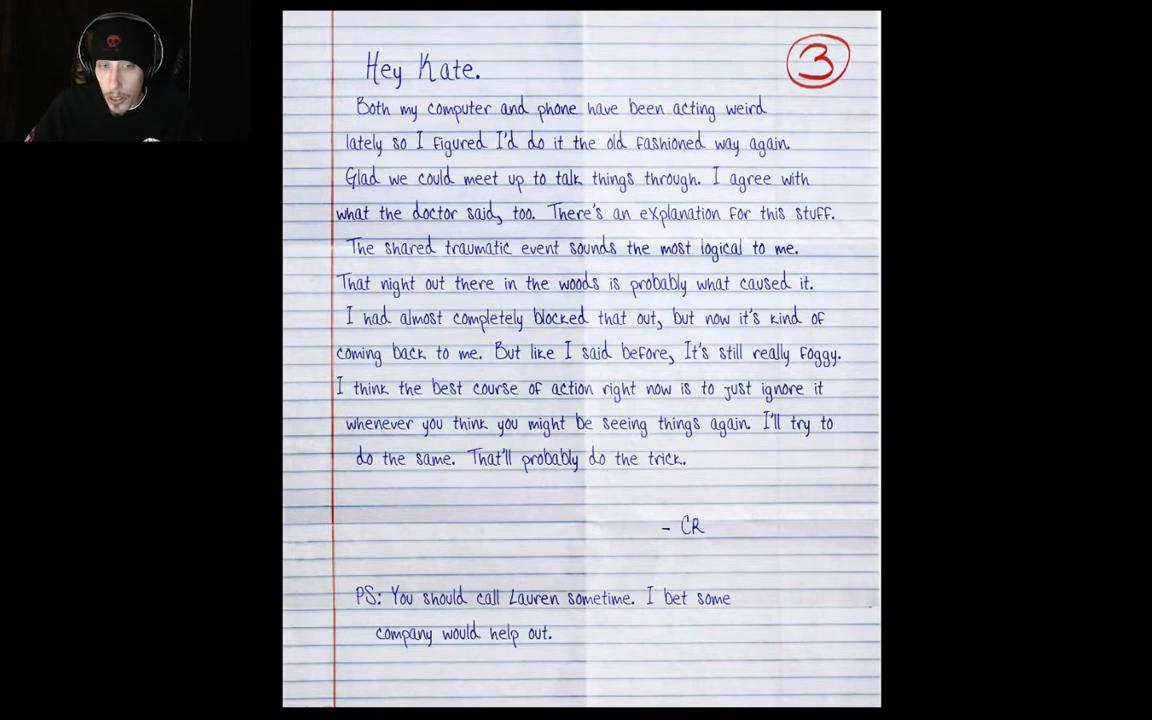 3
Hey Kate.
Both my computer and phone have been acting weird
lately so I figured I'd do it the old fashioned way again.
Glad we could meet up to talk things through. I agree with
what the doctor said, too. There's an explanation for this stuff.
The shared traumatic event sounds the most logical to me.
That night out there in the woods is probably what caused it.
I had almost completely blocked that out, but now it's kind of
coming back to me. But like I said before, It's still really foggy.
I think the best course of action right now is to just ignore it
whenever you think you might be seeing things again. I'll try to
do the same. That'll probably do the trick.
- CR
PS: You should call Lauren sometime. I bet some
company would help out.